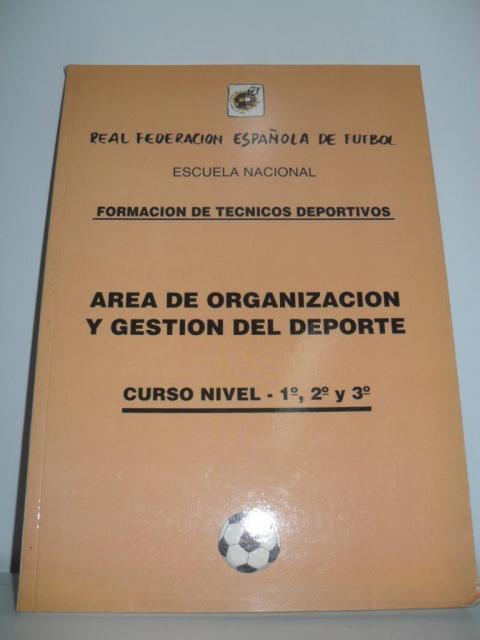 REAL FEDERACION ESPAÑOLA DE FUTBOL
ESCUELA NACIONAL
FORMACION DE TECNICOS DEPORTIVOS
AREA DE ORGANIZACION
Y GESTION DEL DEPORTE
CURSO NIVEL - 1º, 2º y 3º